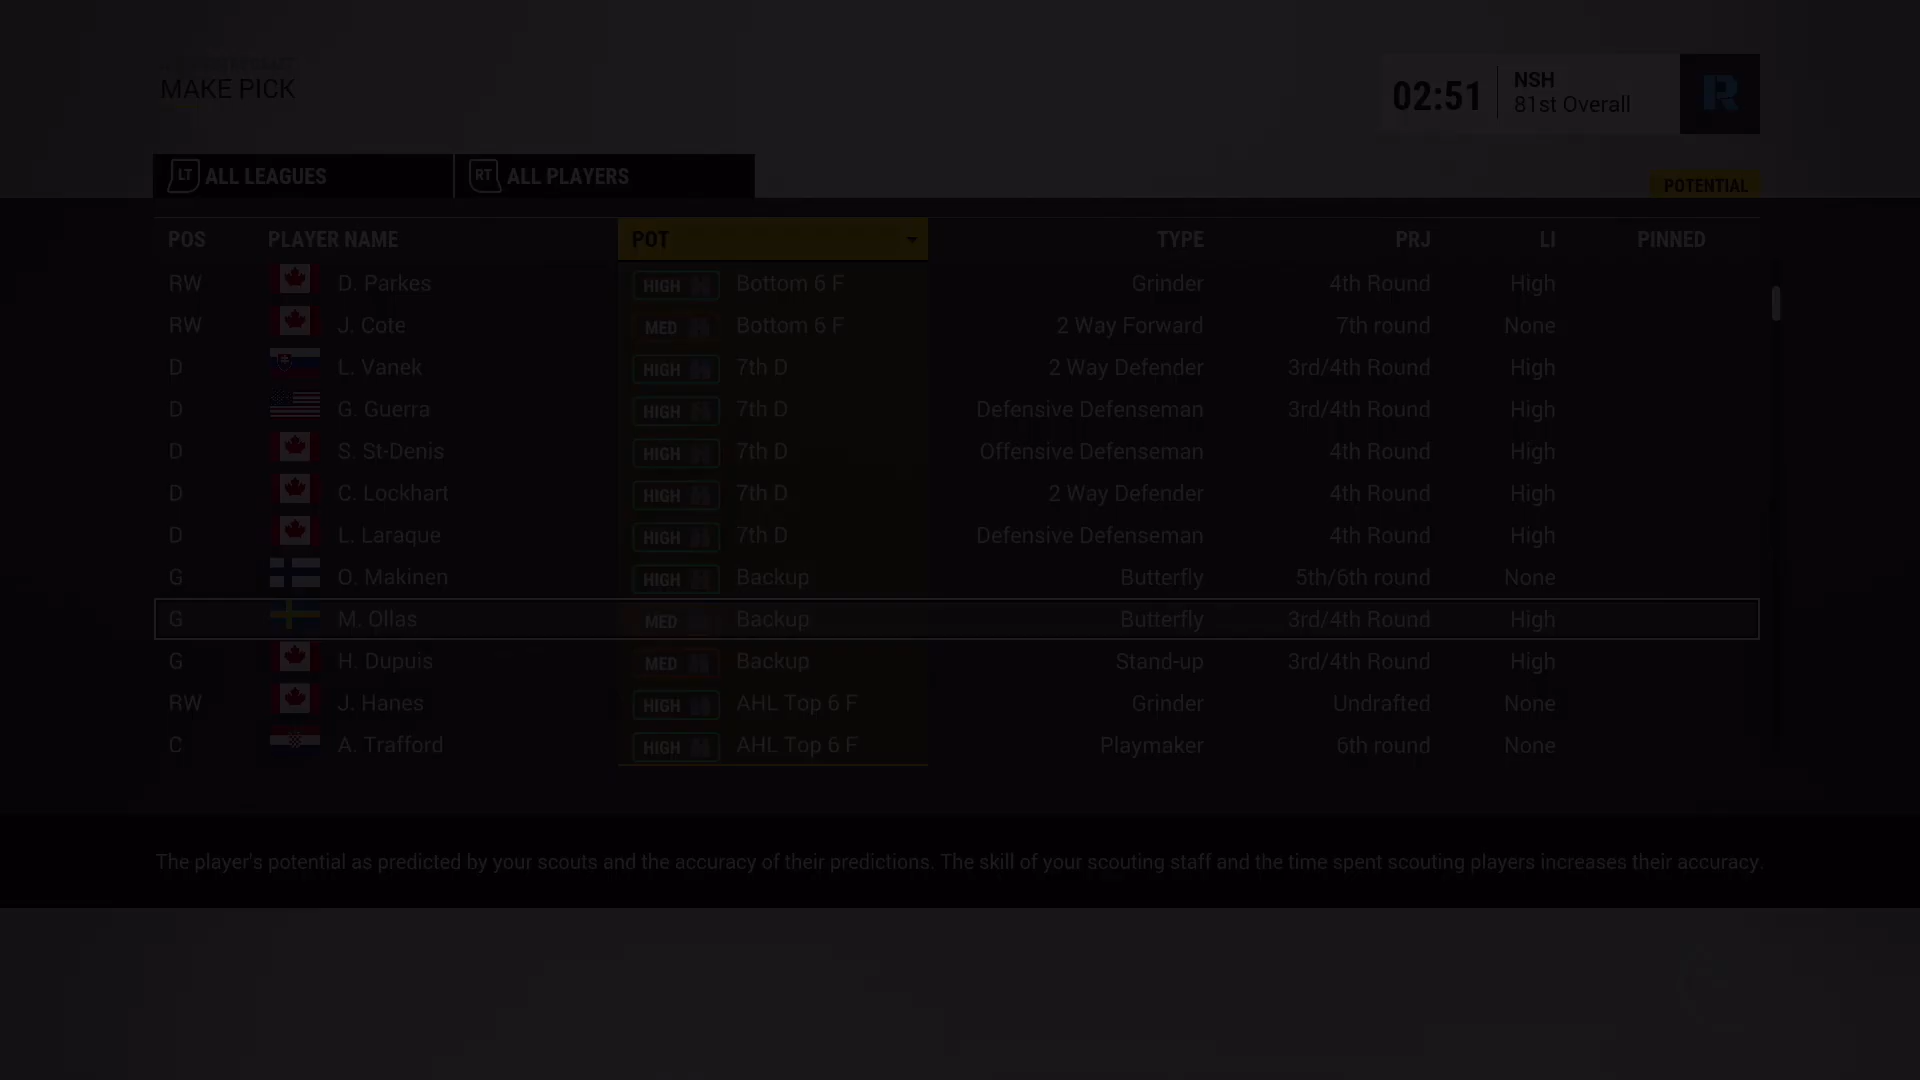 MAKE PICK
02:51
NSH
81st Overall
R
LT ALL LEAGUES
RT ALL PLAYERS
POTENTIAL
POS PLAYER NAME POT TYPE PRJ LI PINNED
RW D. Parkes HIGH Bottom 6 F Grinder 4th Round High
RW J. Cote MED Bottom 6 F 2 Way Forward 7th round None
D L. Vanek HIGH 7th D 2 Way Defender 3rd/4th Round High
D G. Guerra HIGH 7th D Defensive Defenseman 3rd/4th Round High
D S. St-Denis HIGH 7th D Offensive Defenseman 4th Round High
D C. Lockhart HIGH 7th D 2 Way Defender 4th Round High
D L. Laraque HIGH 7th D Defensive Defenseman 4th Round High
G O. Makinen HIGH Backup Butterfly 5th/6th round None
G M. Ollas MED Backup Butterfly 3rd/4th Round High
G H. Dupuis MED Backup Stand-up 3rd/4th Round High
RW J. Hanes HIGH AHL Top 6 F Grinder Undrafted None
C A. Trafford HIGH AHL Top 6 F Playmaker 6th round None
The player's potential as predicted by your scouts and the accuracy of their predictions. The skill of your scouting staff and the time spent scouting players increases their accuracy.